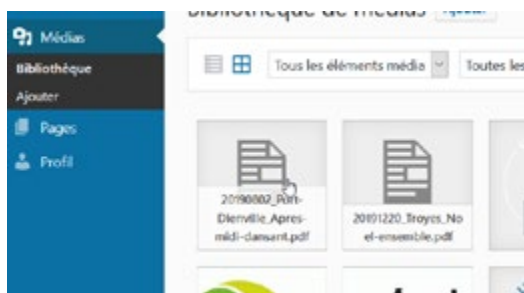 Bibliothèque de médias Ajouter
Médias
Bibliothèque
Ajouter
Pages
Profil
Tous les éléments média
Toutes les
20190802_Port-
Dienville_Apres-
midi-dansant.pdf
20191220_Troyes_No
el-ensemble.pdf